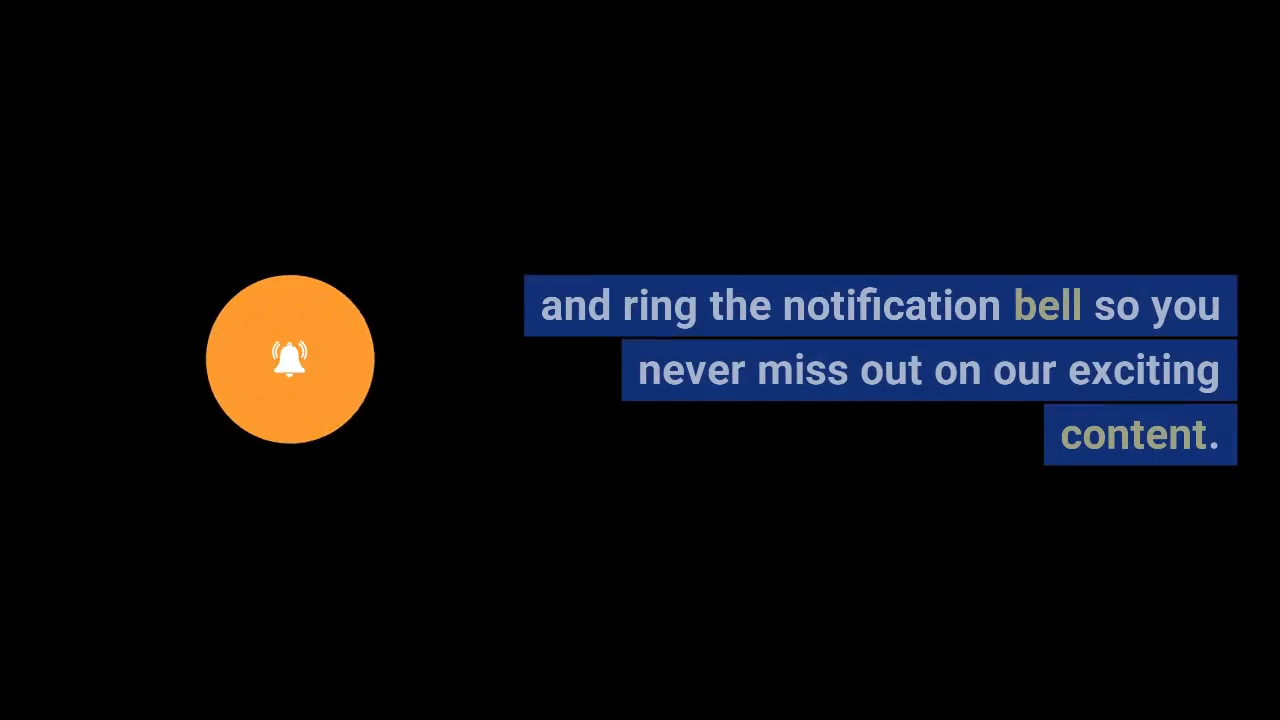 and ring the notification bell so you
never miss out on our exciting
content.